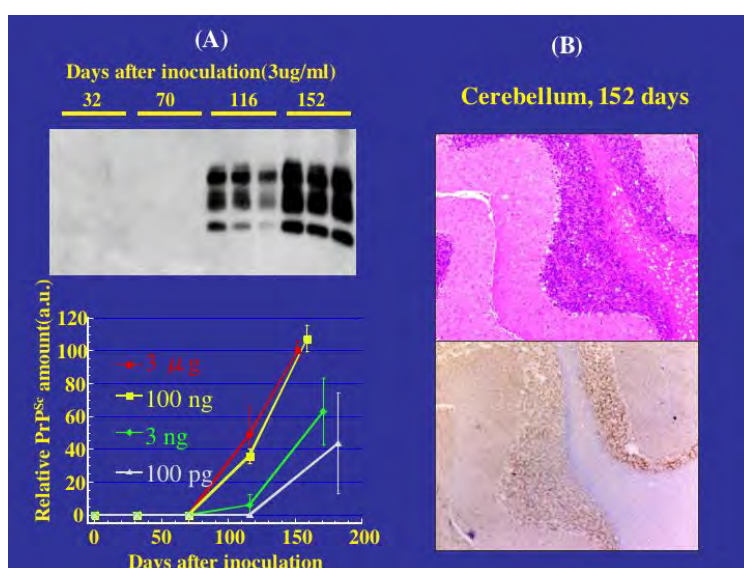 (A)
Days after inoculation(3ug/ml)
32 70 116 152
Relative PrPSc amount(a.u.)
120
100
80
60
40
20
0
3 μg
100 ng
3 ng
100 pg
0 50 100 150 200
Days after inoculation
(B)
Cerebellum, 152 days